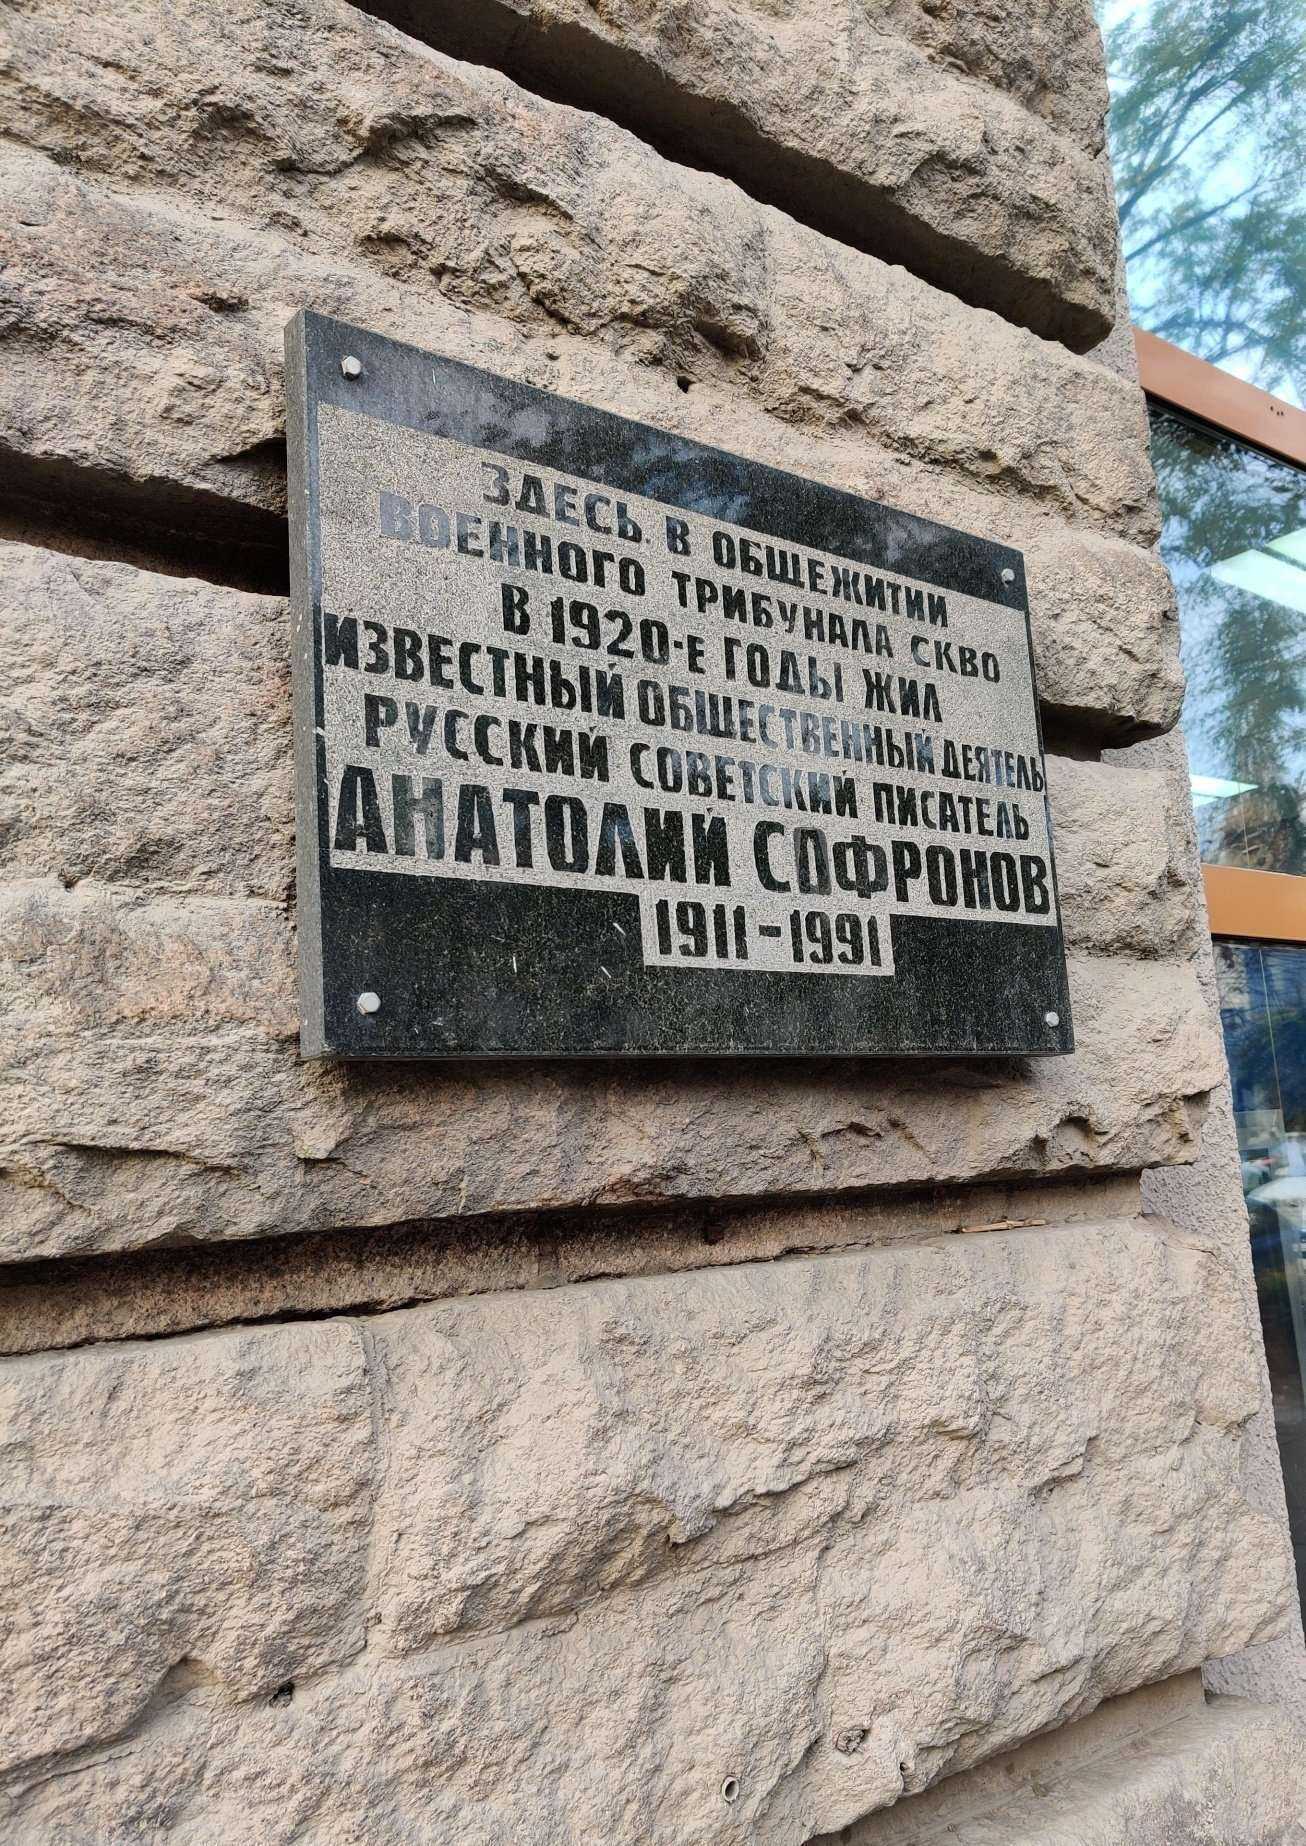 ЗДЕСЬ, В ОБЩЕЖИТИИ
ВОЕННОГО ТРИБУНАЛА СКВО
В 1920-Е ГОДЫ ЖИЛ
ИЗВЕСТНЫЙ ОБЩЕСТВЕННЫЙ ДЕЯТЕЛЬ
РУССКИЙ СОВЕТСКИЙ ПИСАТЕЛЬ
АНАТОЛИЙ СОФРОНОВ
1911-1991